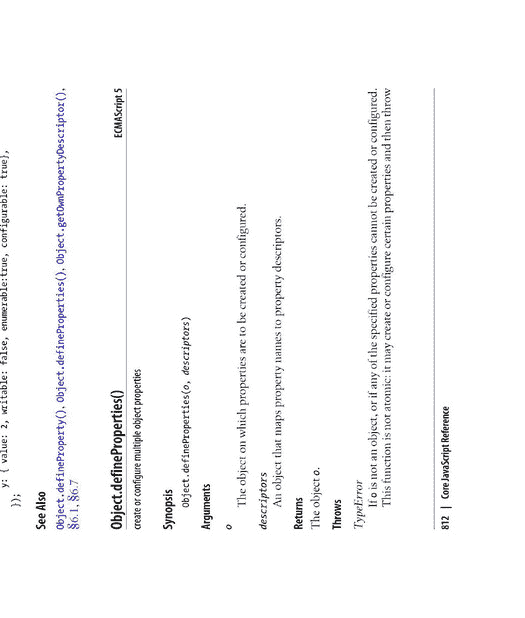 y: { value: 2, writable: false, enumerable:true, configurable: true},
});
See Also
Object.defineProperty(), Object.defineProperties(), Object.getOwnPropertyDescriptor(),
§6.1, §6.7
Object.defineProperties() ECMAScript 5
create or configure multiple object properties
Synopsis
Object.defineProperties(o, descriptors)
Arguments
o
The object on which properties are to be created or configured.
descriptors
An object that maps property names to property descriptors.
Returns
The object o.
Throws
TypeError
If o is not an object, or if any of the specified properties cannot be created or configured.
This function is not atomic: it may create or configure certain properties and then throw
812 | Core JavaScript Reference